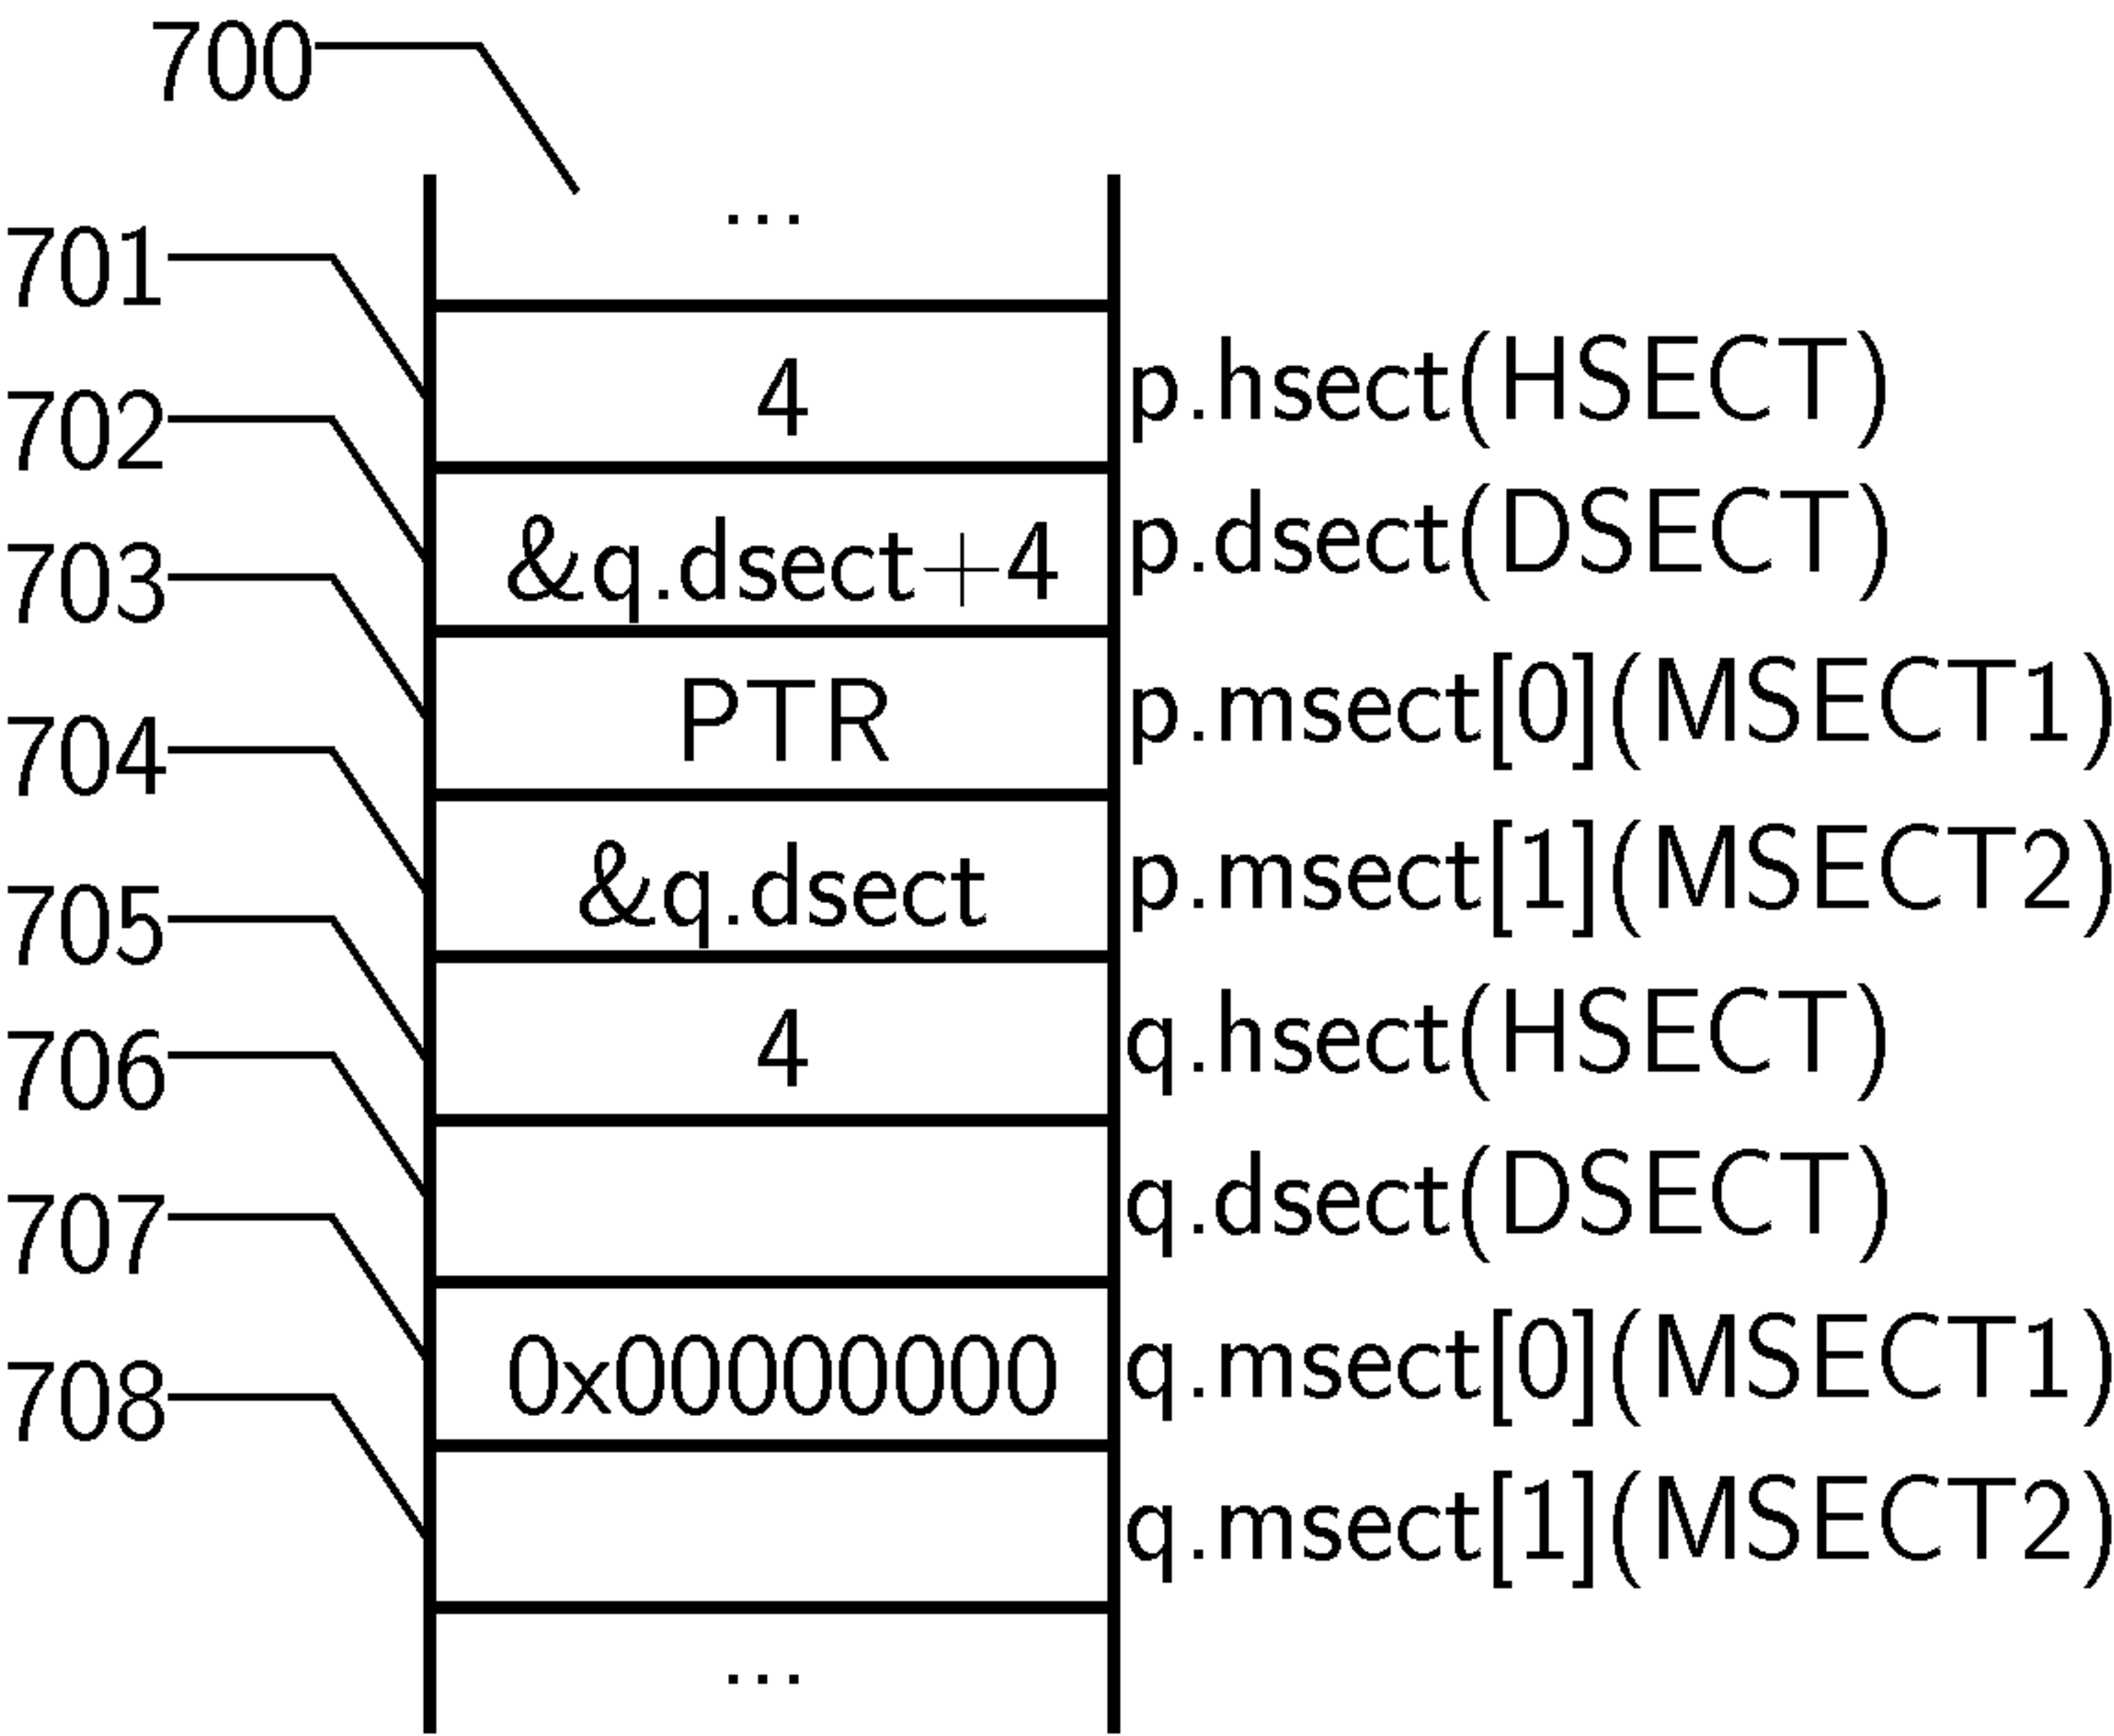 700
...
701
4 p.hsect(HSECT)
702
&q.dsect+4 p.dsect(DSECT)
703
PTR p.msect[0](MSECT1)
704
&q.dsect p.msect[1](MSECT2)
705
4 q.hsect(HSECT)
706
q.dsect(DSECT)
707
0x00000000 q.msect[0](MSECT1)
708
q.msect[1](MSECT2)
...